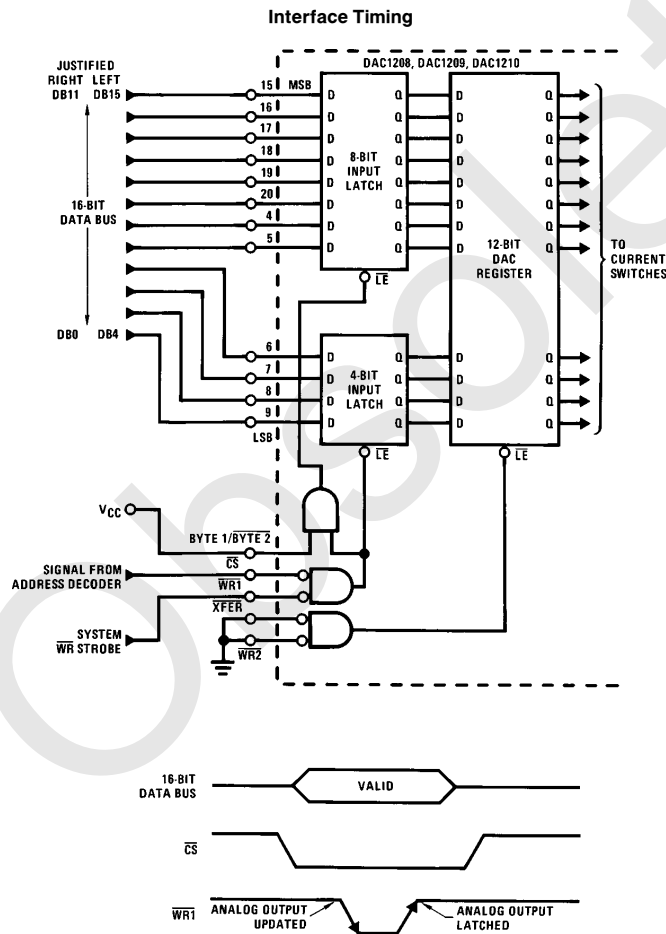 Interface Timing
DAC1208, DAC1209, DAC1210
JUSTIFIED
RIGHT LEFT
DB11 DB15
16-BIT
DATA BUS
DB0 DB4
15 MSB
16
17
18
19
20
4
5
6
7
8
9
LSB
D Q D Q
D Q D Q
D Q D Q
D Q D Q
D Q D Q
D Q D Q
D Q D Q
D Q D Q
8-BIT
INPUT
LATCH
LE
12-BIT
DAC
REGISTER
TO
CURRENT
SWITCHES
D Q D Q
D Q D Q
D Q D Q
D Q D Q
4-BIT
INPUT
LATCH
LE
LE
VCC
BYTE 1/BYTE 2
CS
SIGNAL FROM
ADDRESS DECODER
WR1
XFER
SYSTEM
WR STROBE
WR2
16-BIT
DATA BUS
VALID
CS
WR1
ANALOG OUTPUT
UPDATED
ANALOG OUTPUT
LATCHED
Obsolete